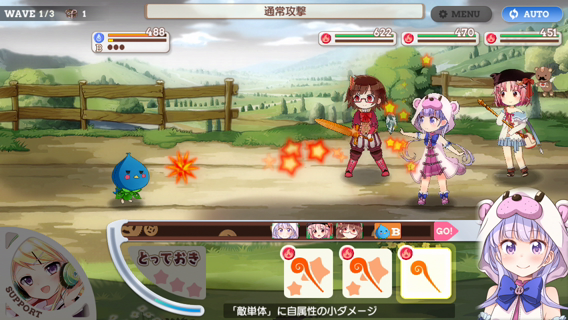 WAVE 1/3
1
通常攻撃
MENU
AUTO
488
B
622
470
451
B
GO!
とっておき
SUPPORT
「敵単体」に自属性の小ダメージ